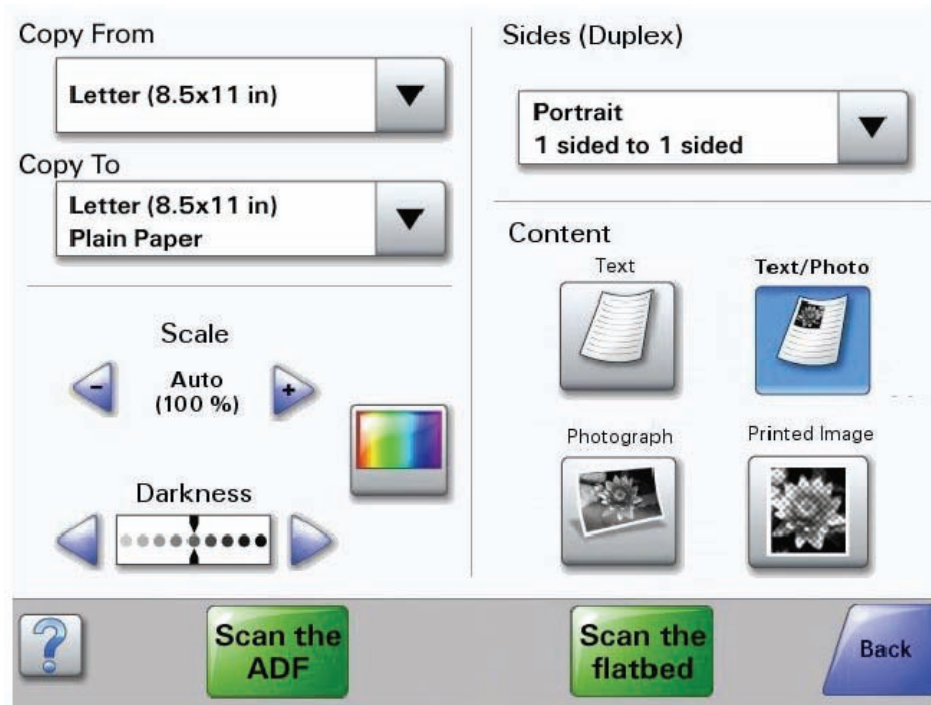 Copy From
Letter (8.5x11 in)
Copy To
Letter (8.5x11 in)
Plain Paper
Scale
-
Auto
+
(100 %)
Darkness
Sides (Duplex)
Portrait
1 sided to 1 sided
Content
Text
Text/Photo
Photograph
Printed Image
?
Scan the
ADF
Scan the
flatbed
Back